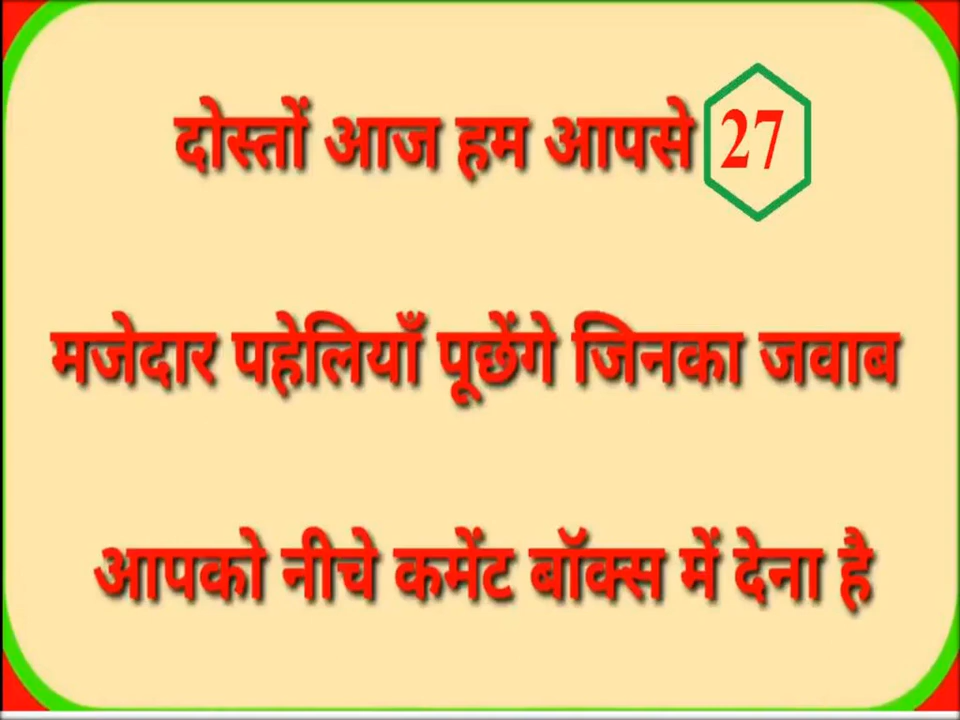 दोस्तों आज हम आपसे 27
मजेदार पहेलियाँ पूछेंगे जिनका जवाब
आपको नीचे कमेंट बॉक्स में देना है